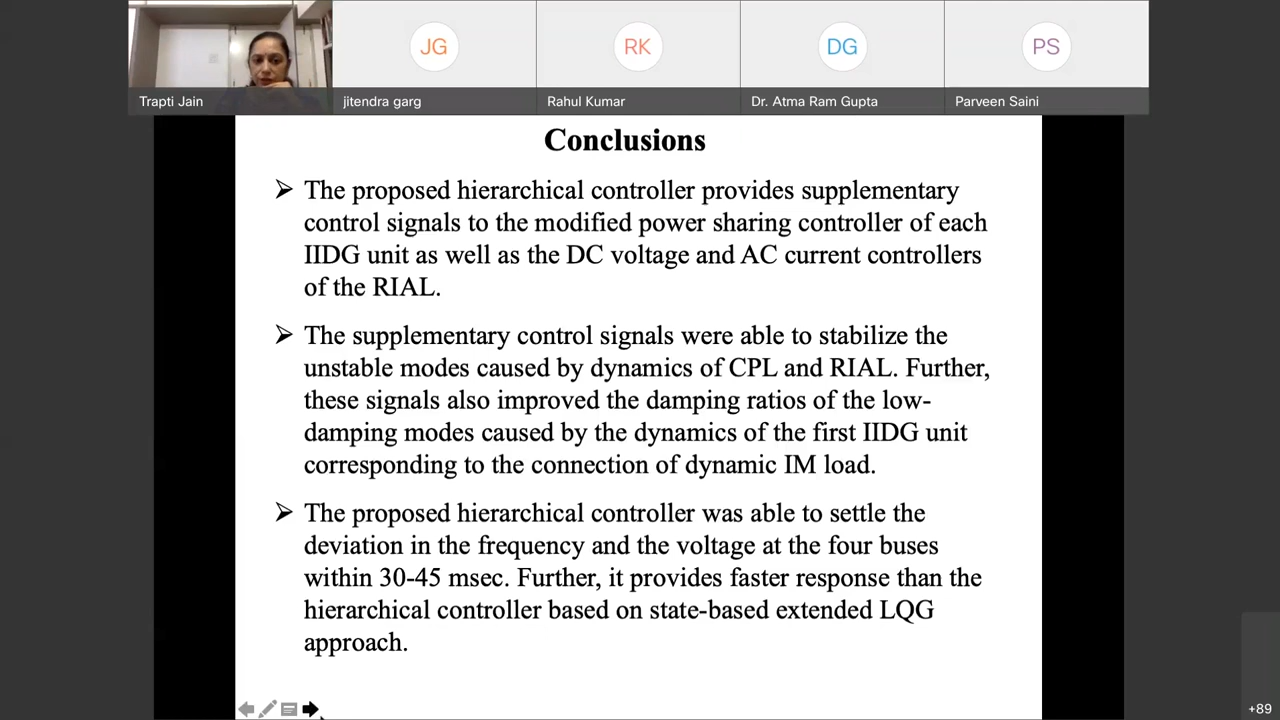 JG
RK
DG
PS
Trapti Jain
jitendra garg
Rahul Kumar
Dr. Atma Ram Gupta
Parveen Saini
Conclusions
➢ The proposed hierarchical controller provides supplementary
control signals to the modified power sharing controller of each
IIDG unit as well as the DC voltage and AC current controllers
of the RIAL.
➢ The supplementary control signals were able to stabilize the
unstable modes caused by dynamics of CPL and RIAL. Further,
these signals also improved the damping ratios of the low-
damping modes caused by the dynamics of the first IIDG unit
corresponding to the connection of dynamic IM load.
➢ The proposed hierarchical controller was able to settle the
deviation in the frequency and the voltage at the four buses
within 30-45 msec. Further, it provides faster response than the
hierarchical controller based on state-based extended LQG
approach.
+89